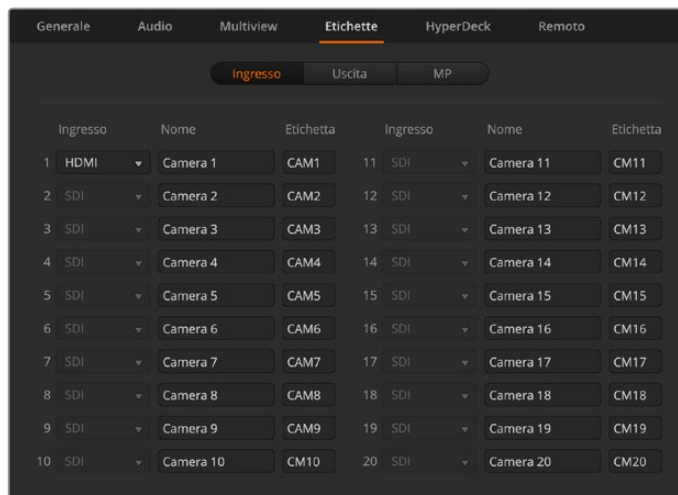 Generale Audio Multiview Etichette HyperDeck Remoto
Ingresso Uscita MP
Ingresso Nome Etichetta Ingresso Nome Etichetta
1 HDMI Camera 1 CAM1 11 SDI Camera 11 CM11
2 SDI Camera 2 CAM2 12 SDI Camera 12 CM12
3 SDI Camera 3 CAM3 13 SDI Camera 13 CM13
4 SDI Camera 4 CAM4 14 SDI Camera 14 CM14
5 SDI Camera 5 CAM5 15 SDI Camera 15 CM15
6 SDI Camera 6 CAM6 16 SDI Camera 16 CM16
7 SDI Camera 7 CAM7 17 SDI Camera 17 CM17
8 SDI Camera 8 CAM8 18 SDI Camera 18 CM18
9 SDI Camera 9 CAM9 19 SDI Camera 19 CM19
10 SDI Camera 10 CM10 20 SDI Camera 20 CM20